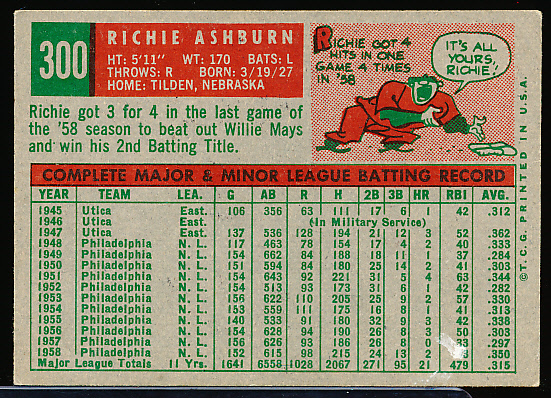 300
RICHIE ASHBURN
HT: 5'11" WT: 170 BATS: L
THROWS: R BORN: 3/19/27
HOME: TILDEN, NEBRASKA
Richie got 3 for 4 in the last game of
the '58 season to beat out Willie Mays
and win his 2nd Batting Title.
RICHIE GOT 4
HITS IN ONE
GAME 4 TIMES
IN '58
IT'S ALL
YOURS,
RICHIE!
COMPLETE MAJOR & MINOR LEAGUE BATTING RECORD
YEAR TEAM LEA. G AB R H 2B 3B HR RBI AVG.
1945 Utica East. 106 356 63 111 17 6 1 42 .312
1946 Utica East. (In Military Service)
1947 Utica East. 137 536 128 194 21 12 3 52 .362
1948 Philadelphia N. L. 117 463 78 154 17 4 2 40 .333
1949 Philadelphia N. L. 154 662 84 188 18 11 1 37 .284
1950 Philadelphia N. L. 151 594 84 180 25 14 2 41 .303
1951 Philadelphia N. L. 154 643 92 221 31 5 4 63 .344
1952 Philadelphia N. L. 154 613 93 173 31 6 1 42 .282
1953 Philadelphia N. L. 156 622 110 205 25 9 2 57 .330
1954 Philadelphia N. L. 153 559 111 175 16 8 1 41 .313
1955 Philadelphia N. L. 140 533 91 180 32 9 3 42 .338
1956 Philadelphia N. L. 154 628 94 190 26 8 3 50 .303
1957 Philadelphia N. L. 156 626 93 186 26 8 0 33 .297
1958 Philadelphia N. L. 152 615 98 215 24 13 2 .350
Major League Totals 11 Yrs. 1641 6558 1028 2067 271 95 21 479 .315
© T. C. G. PRINTED IN U. S. A.